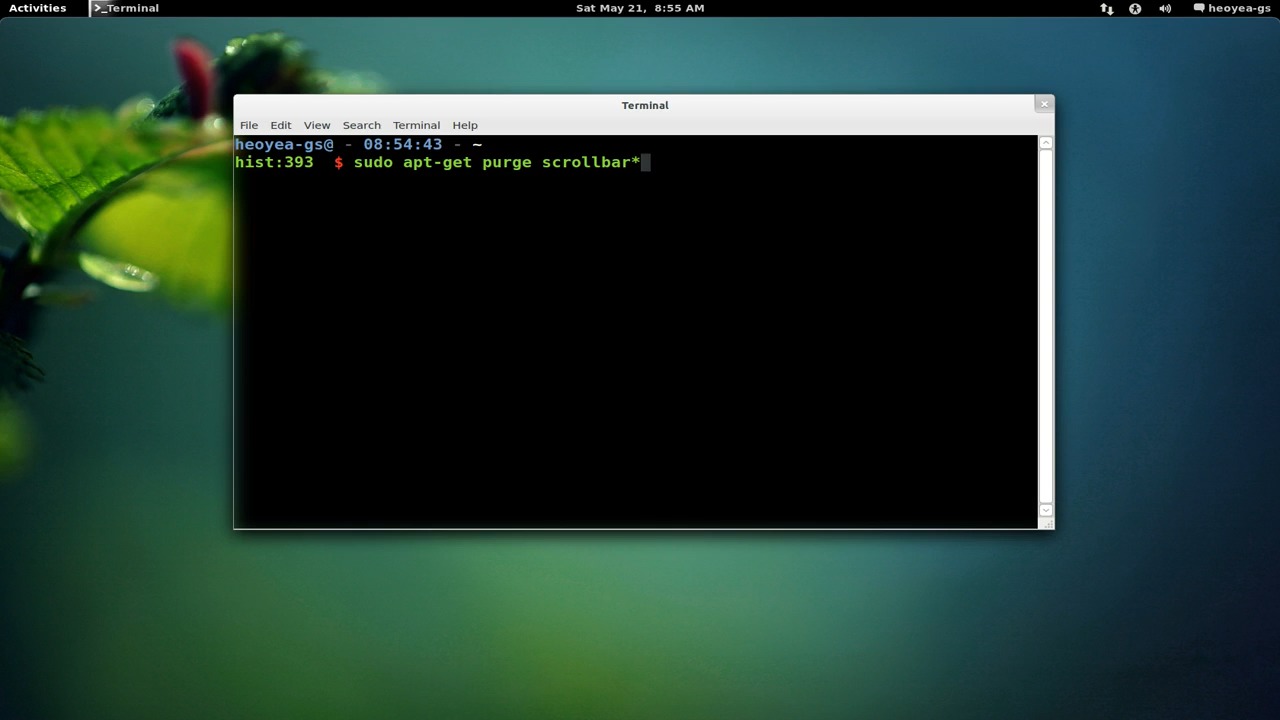 Activities
>_Terminal
Sat May 21, 8:55 AM
heoyea-gs
Terminal
File Edit View Search Terminal Help
heoyea-gs@ - 08:54:43 - ~
hist:393 $ sudo apt-get purge scrollbar*